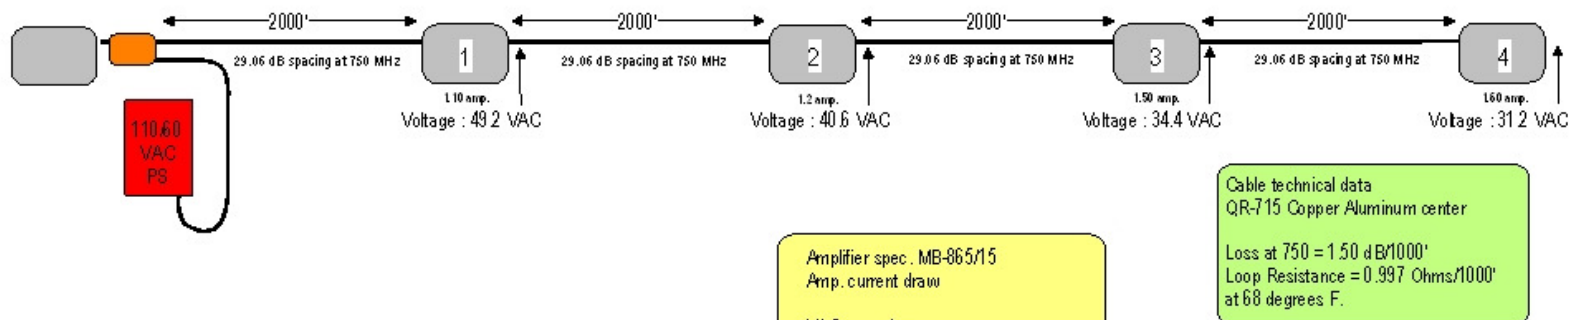 2000' 2000' 2000' 2000'
29.06 dB spacing at 750 MHz 29.06 dB spacing at 750 MHz 29.06 dB spacing at 750 MHz 29.06 dB spacing at 750 MHz
1 2 3 4
1.10 amp. 1.2 amp. 1.50 amp. 1.60 amp.
Voltage : 49.2 VAC Voltage : 40.6 VAC Voltage : 34.4 VAC Voltage : 31.2 VAC
110/60
VAC
PS
Cable technical data
QR-715 Copper Aluminum center
Loss at 750 = 1.50 dB/1000'
Loop Resistance = 0.997 Ohms/1000'
at 68 degrees F.
Amplifier spec. MB-865/15
Amp. current draw